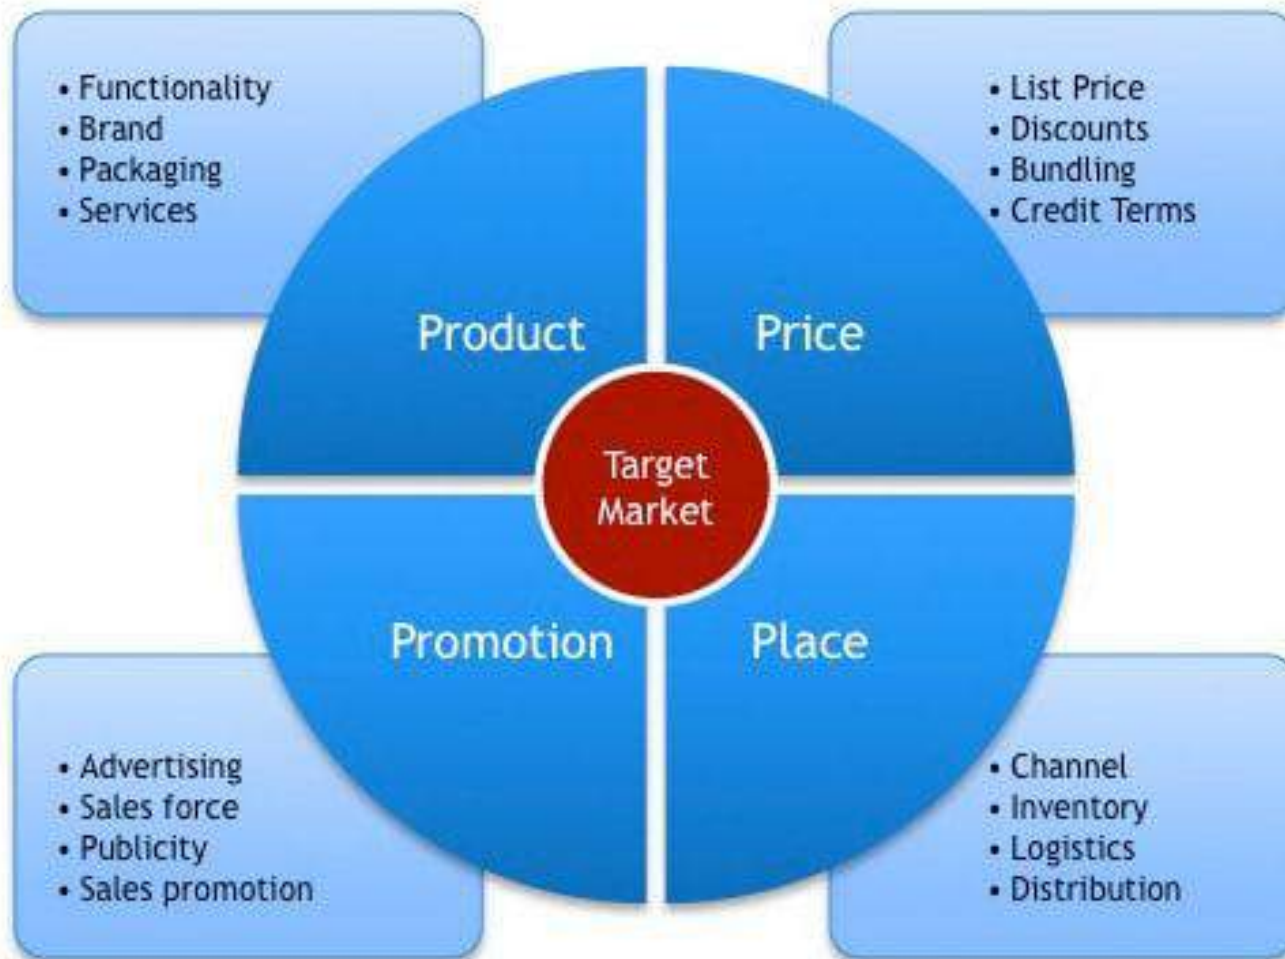 • Functionality
• Brand
• Packaging
• Services
• List Price
• Discounts
• Bundling
• Credit Terms
Product
Price
Target
Market
Promotion
Place
• Advertising
• Sales force
• Publicity
• Sales promotion
• Channel
• Inventory
• Logistics
• Distribution